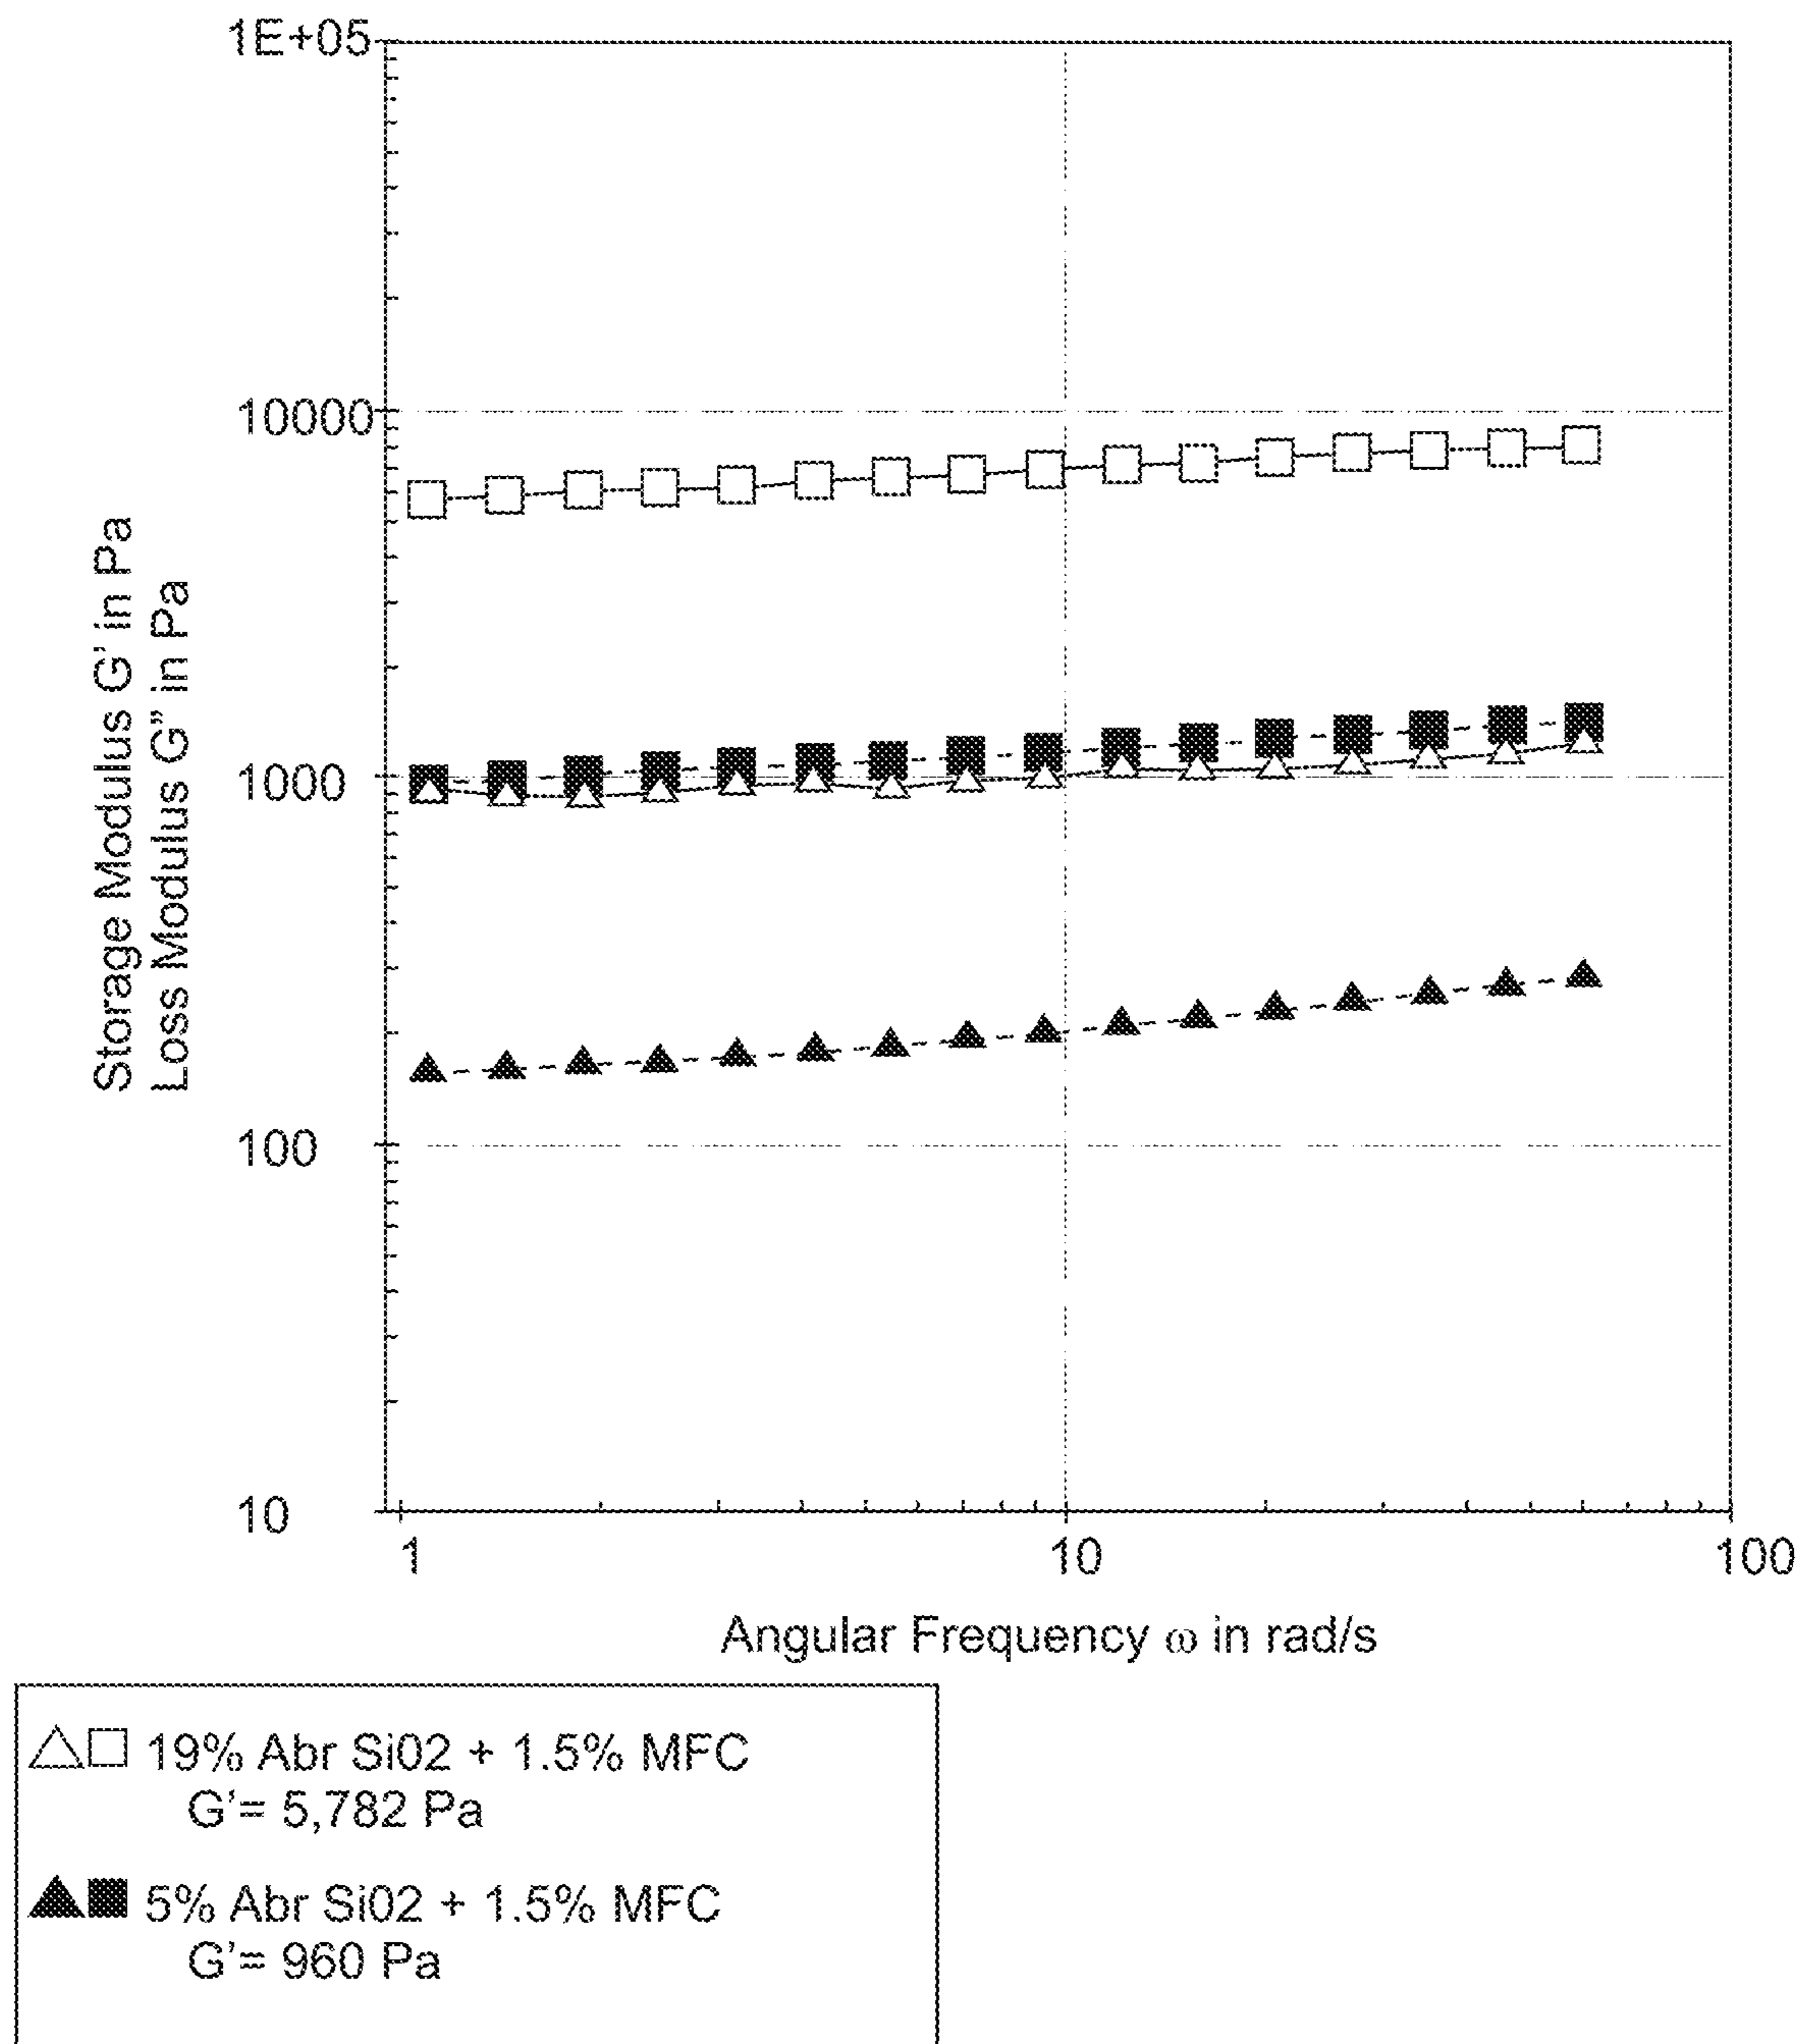 1E+05
10000
1000
100
10
Storage Modulus G' in Pa
Loss Modulus G" in Pa
1 10 100
Angular Frequency ω in rad/s
19% Abr Si02 + 1.5% MFC
G'= 5,782 Pa
5% Abr Si02 + 1.5% MFC
G'= 960 Pa